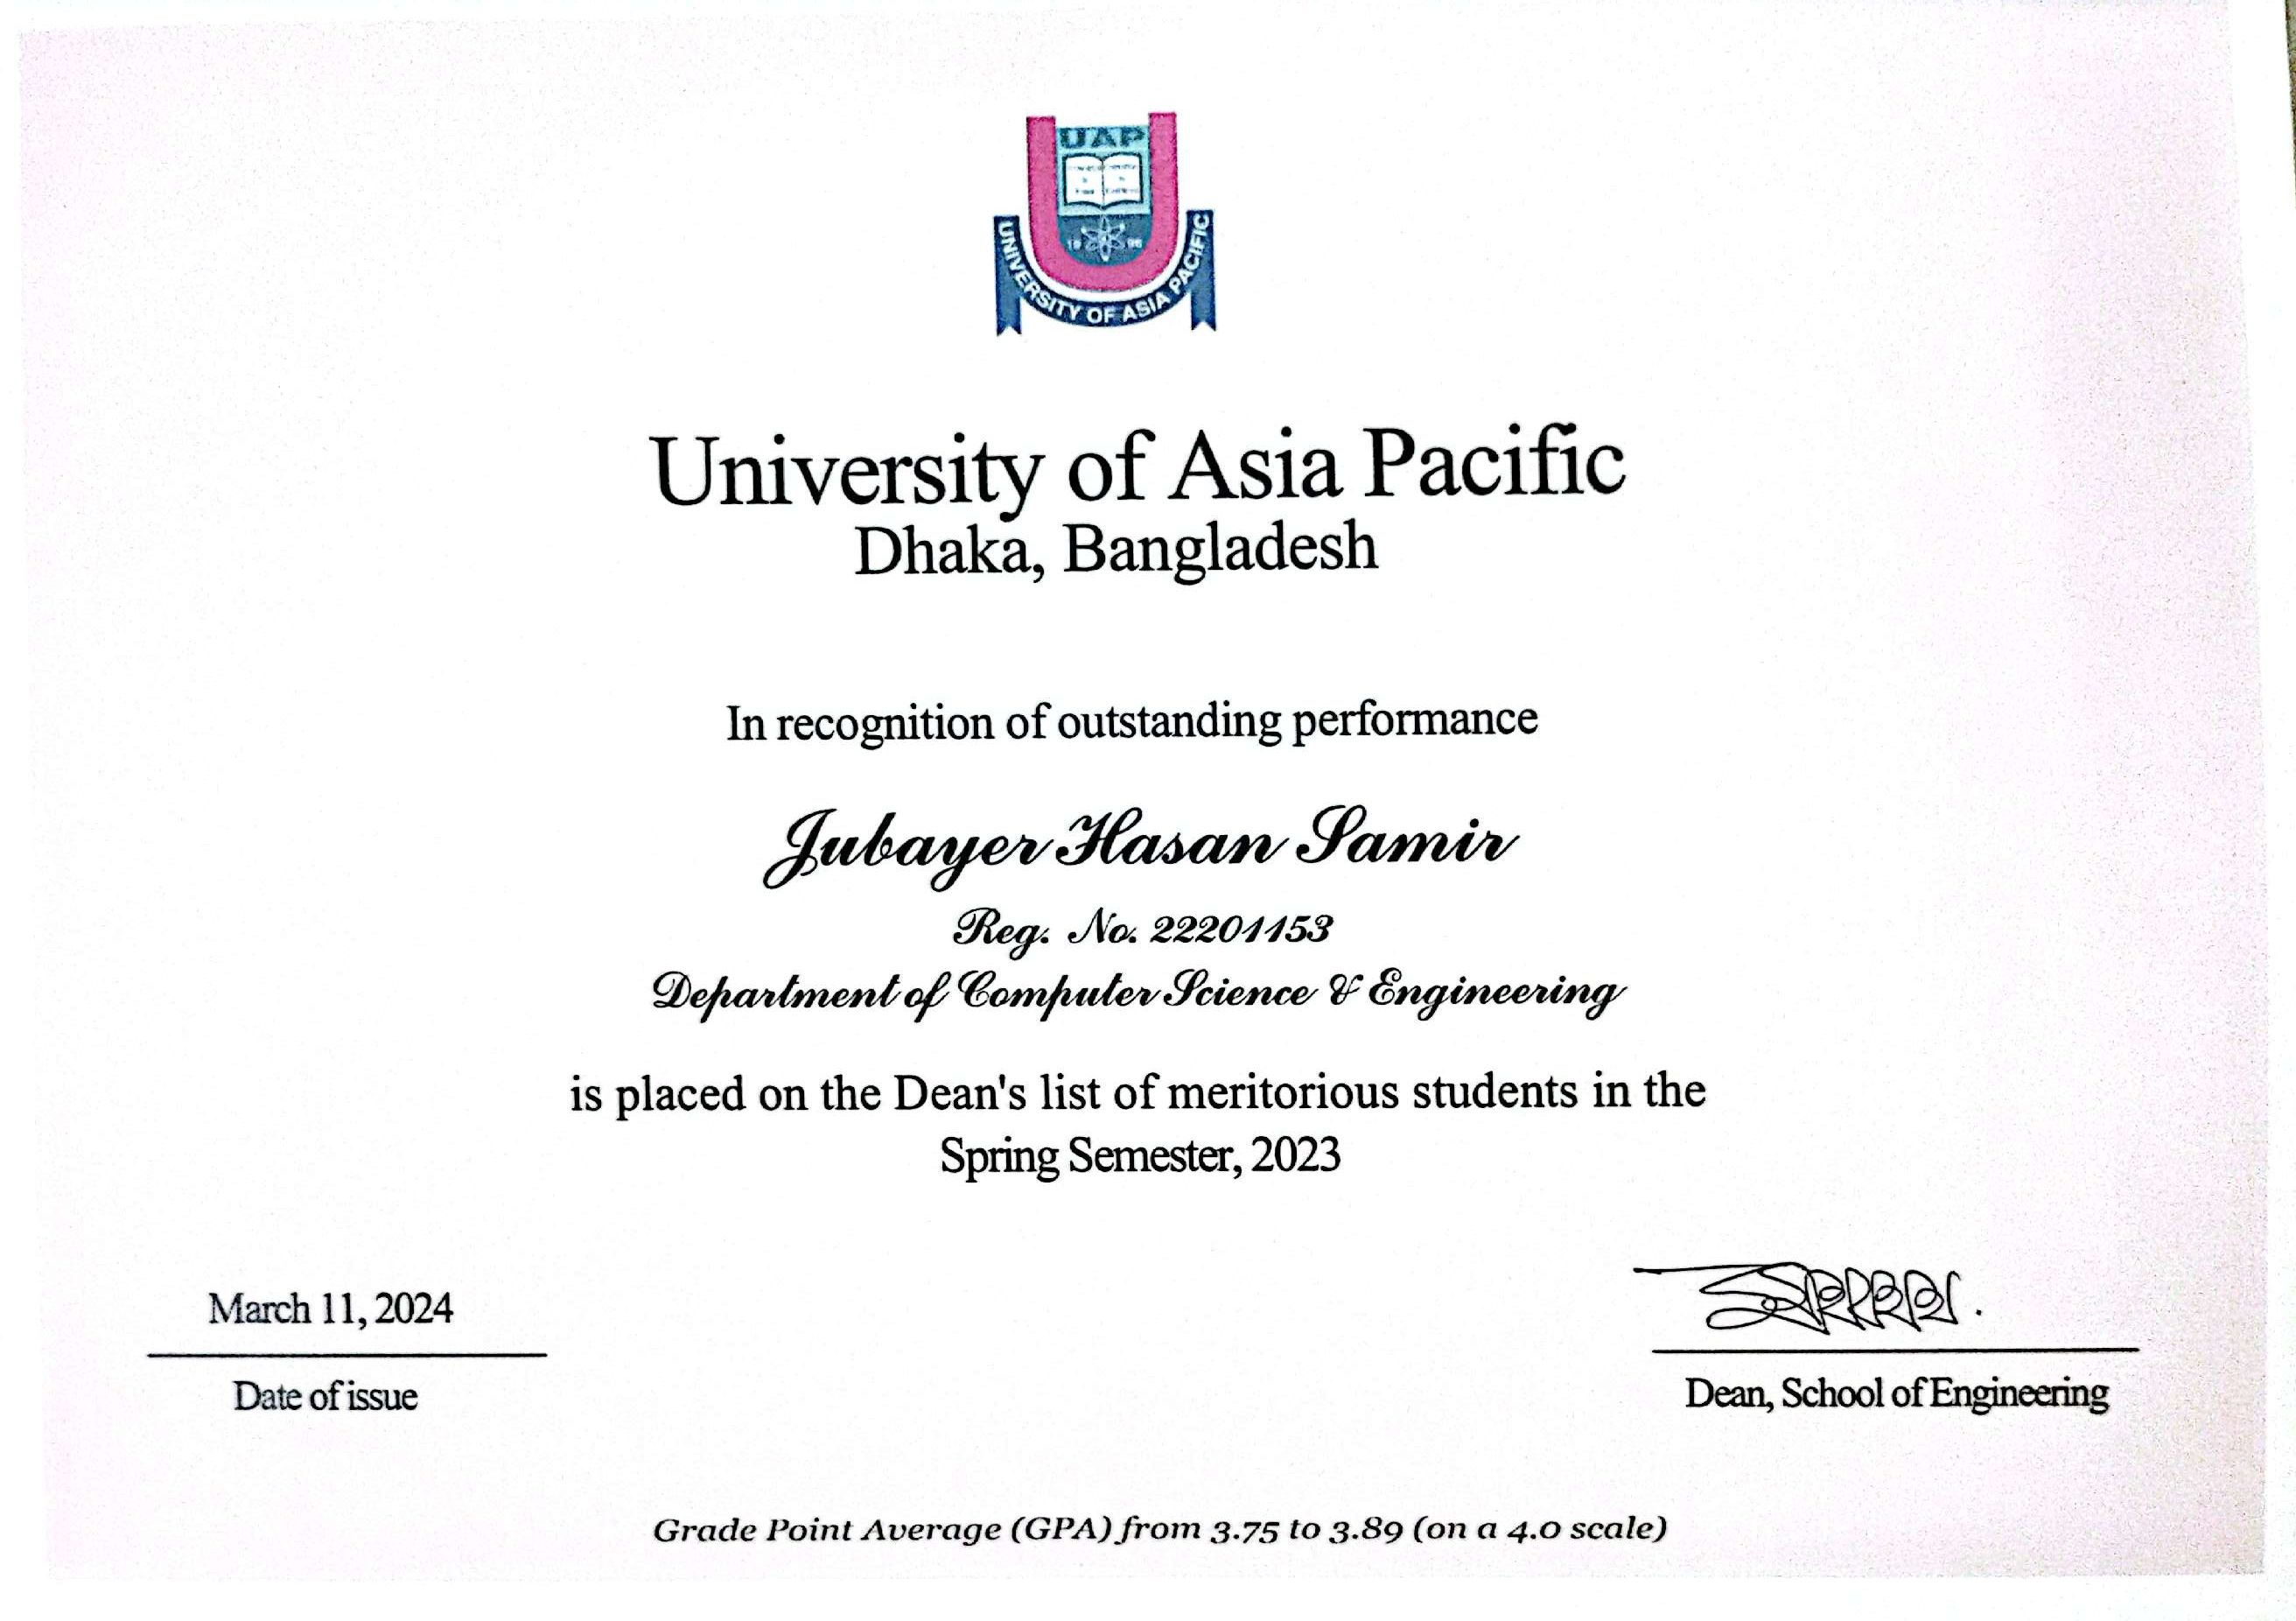 UAP
19 96
UNIVERSITY OF ASIA PACIFIC
University of Asia Pacific
Dhaka, Bangladesh
In recognition of outstanding performance
Jubayer Hasan Samir
Reg. No. 22201153
Department of Computer Science & Engineering
is placed on the Dean's list of meritorious students in the
Spring Semester, 2023
March 11, 2024
Date of issue
Dean, School of Engineering
Grade Point Average (GPA) from 3.75 to 3.89 (on a 4.0 scale)